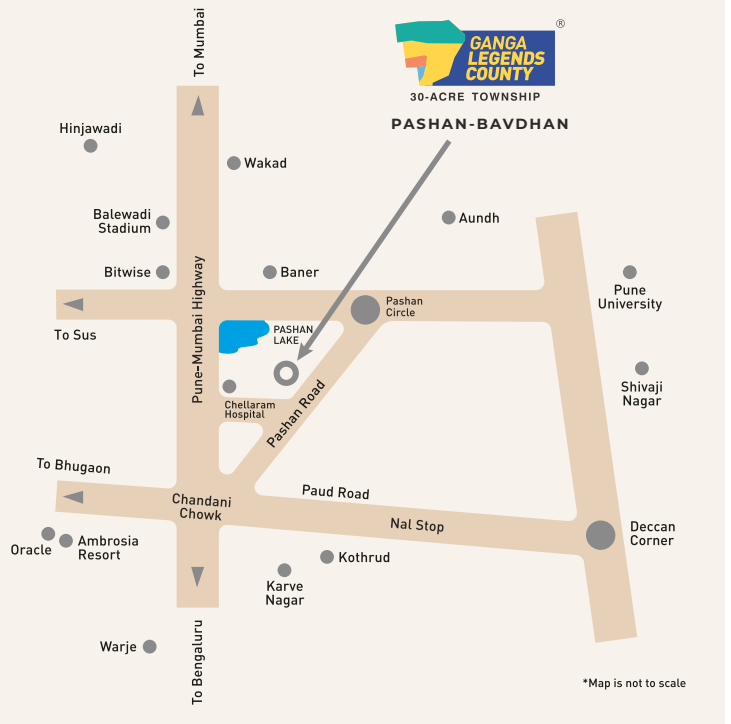 To Mumbai
®
GANGA
LEGENDS
COUNTY
30-ACRE TOWNSHIP
PASHAN-BAVDHAN
Hinjawadi
Wakad
Balewadi
Stadium
Aundh
Bitwise
Baner
Pune
University
Pashan
Circle
To Sus
Pune-Mumbai Highway
PASHAN
LAKE
Shivaji
Nagar
Chellaram
Hospital
Pashan Road
To Bhugaon
Chandani
Chowk
Paud Road
Nal Stop
Deccan
Corner
Oracle
Ambrosia
Resort
Kothrud
Karve
Nagar
Warje
To Bengaluru
*Map is not to scale